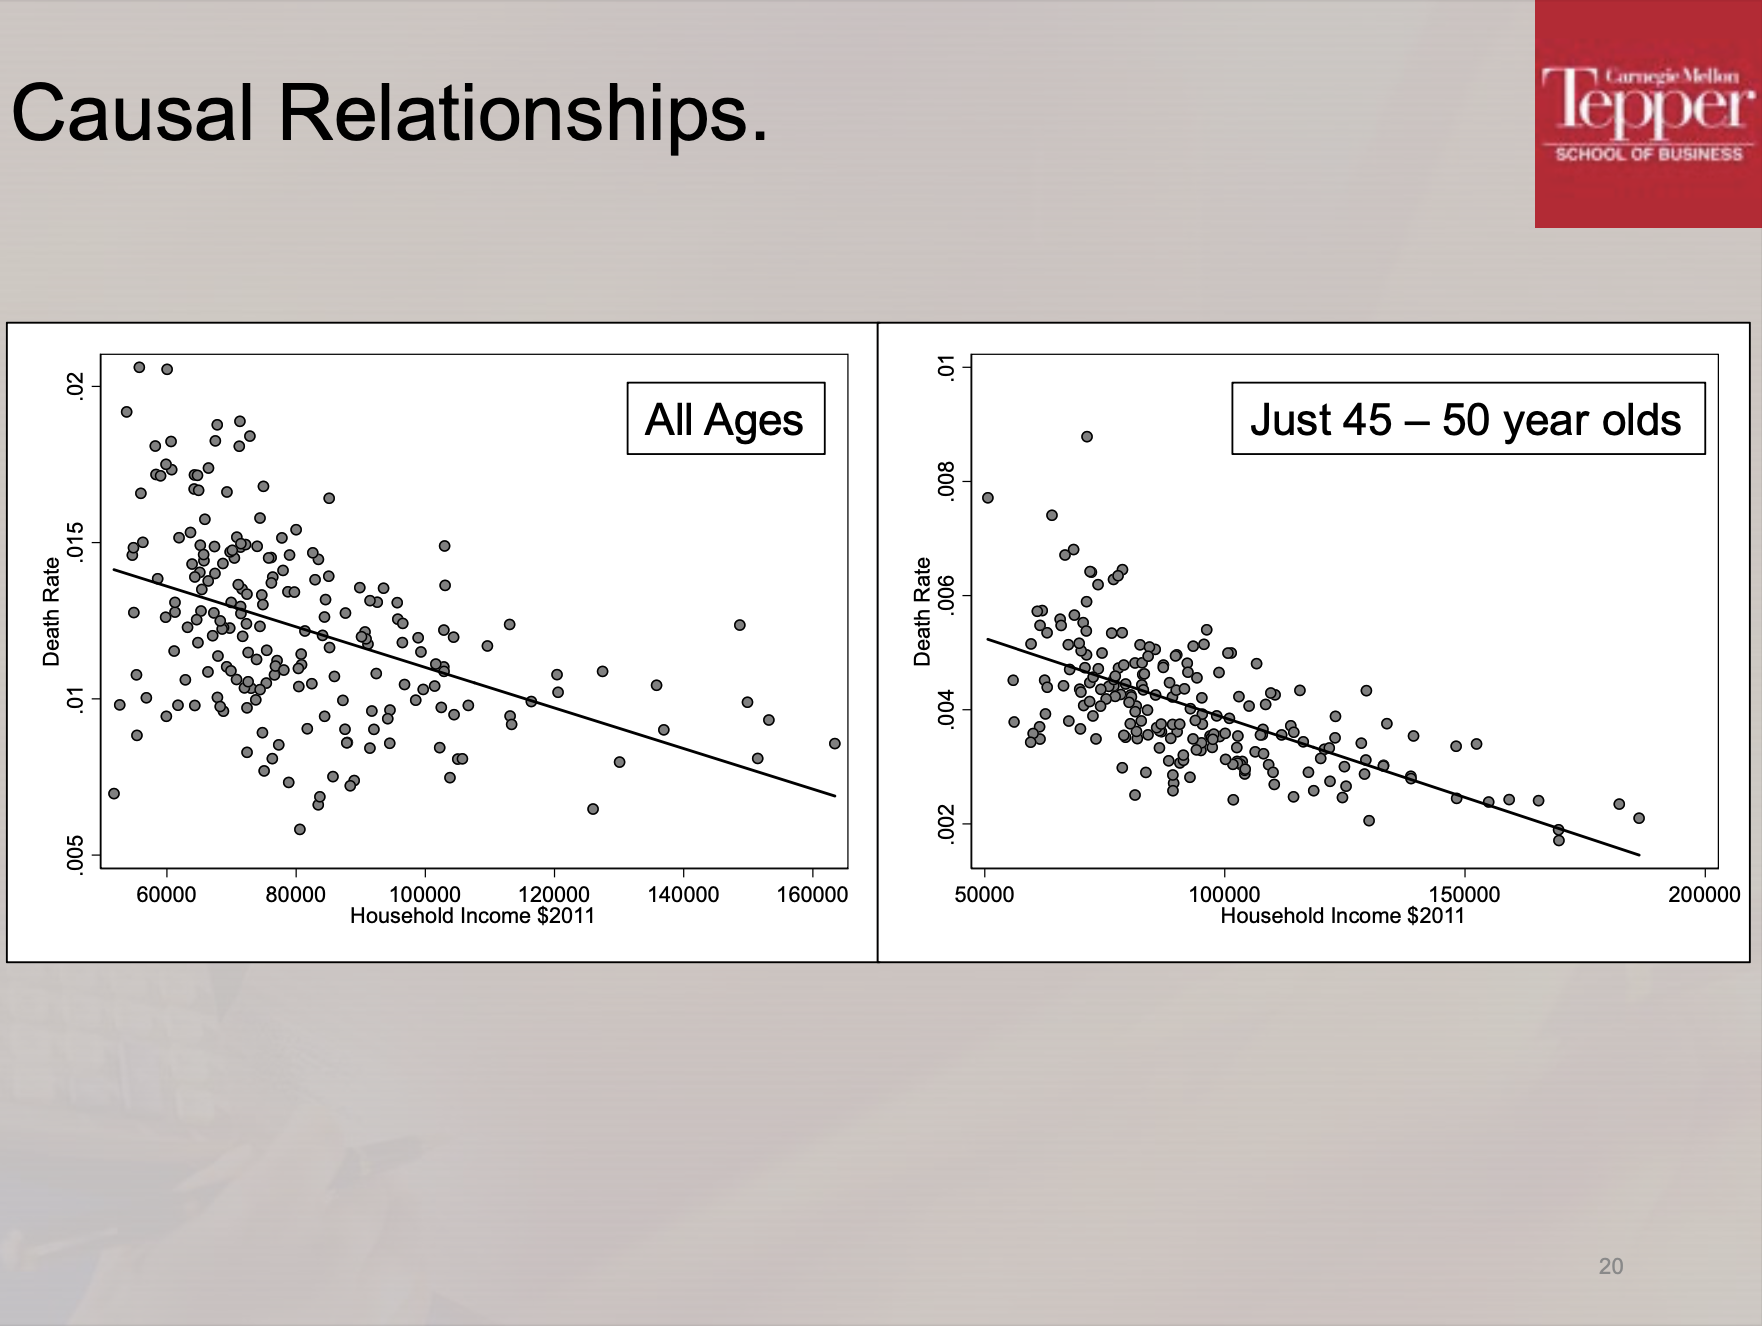 Causal Relationships.
Carnegie Mellon
Tepper
SCHOOL OF BUSINESS
All Ages
Death Rate
.02
.015
.01
.005
60000 80000 100000 120000 140000 160000
Household Income $2011
Just 45 – 50 year olds
Death Rate
.01
.008
.006
.004
.002
50000 100000 150000 200000
Household Income $2011
20